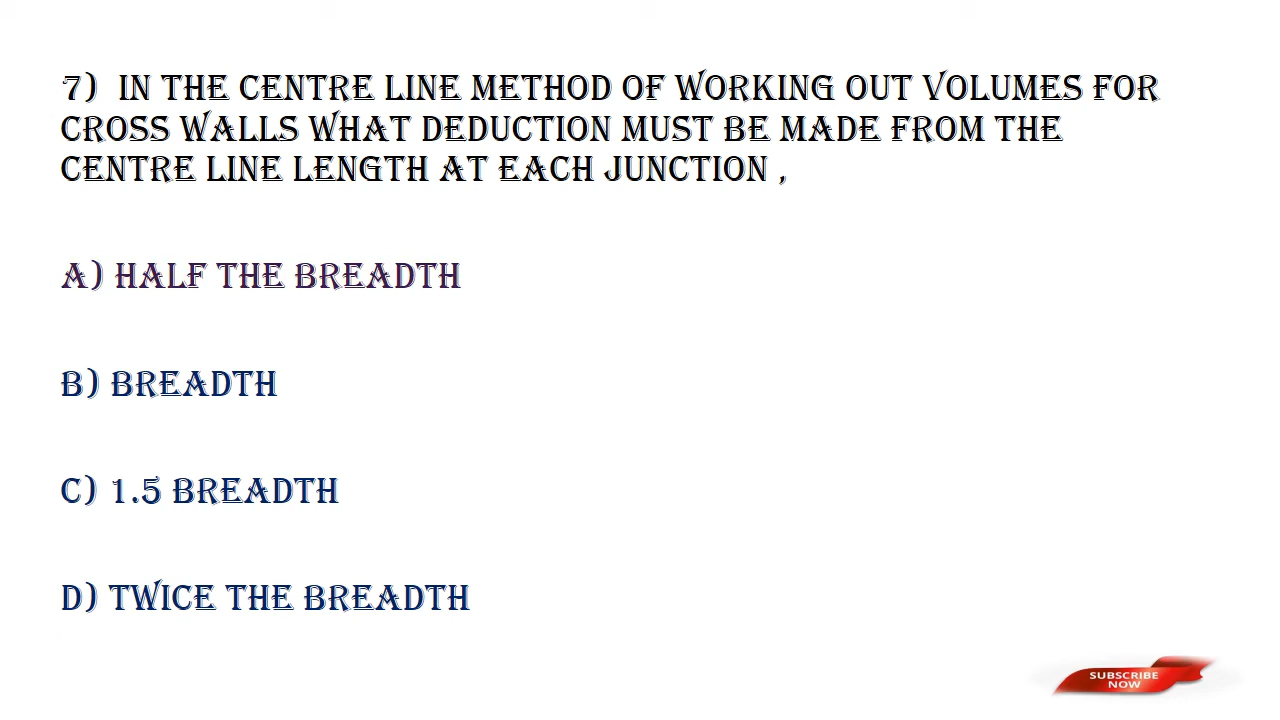 7) IN THE CENTRE LINE METHOD OF WORKING OUT VOLUMES FOR
CROSS WALLS WHAT DEDUCTION MUST BE MADE FROM THE
CENTRE LINE LENGTH AT EACH JUNCTION ,
A) HALF THE BREADTH
B) BREADTH
C) 1.5 BREADTH
D) TWICE THE BREADTH
SUBSCRIBE
NOW